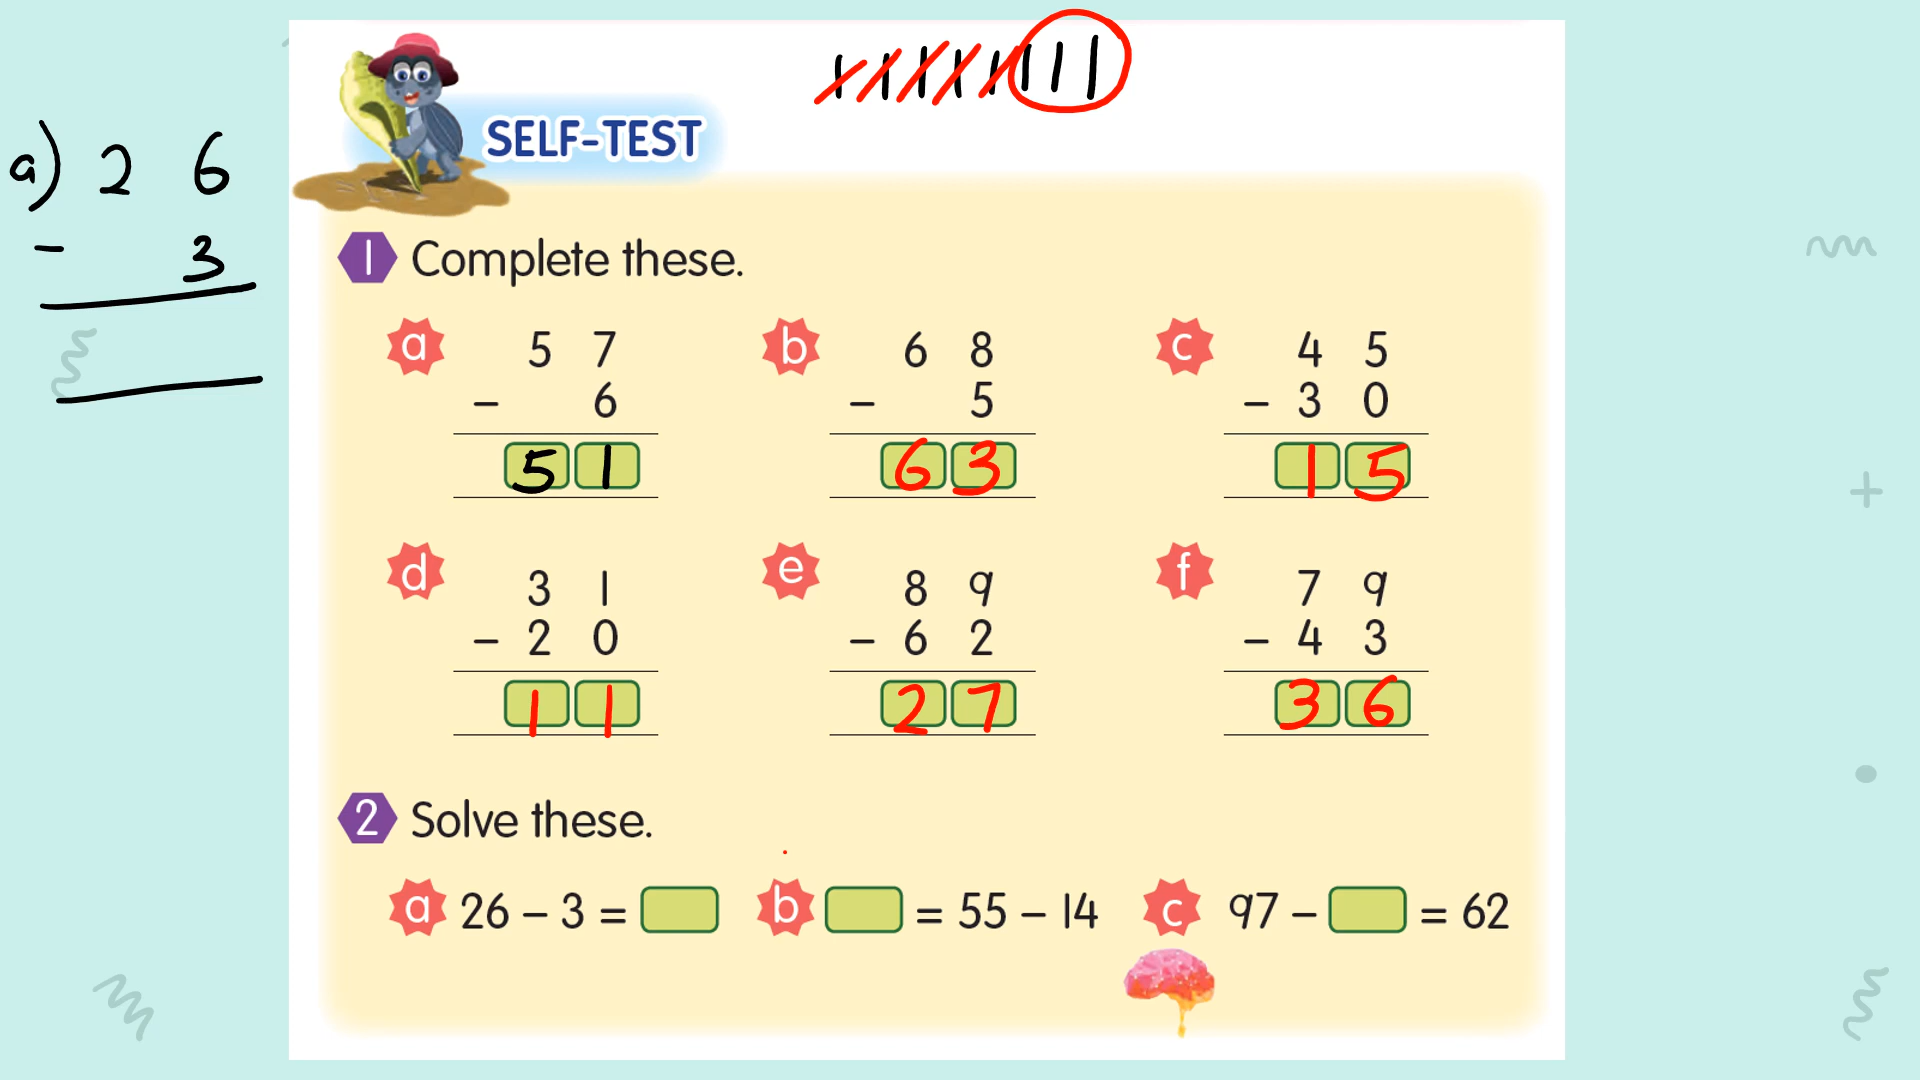 SELF-TEST
a) 2 6
- 3
1 Complete these.
a b c
5 7 6 8 4 5
- 6 - 5 - 3 0
5 1 6 3 1 5
d e f
3 1 8 9 7 9
- 2 0 - 6 2 - 4 3
1 1 2 7 3 6
2 Solve these.
a 26 – 3 = b = 55 – 14 c 97 – = 62